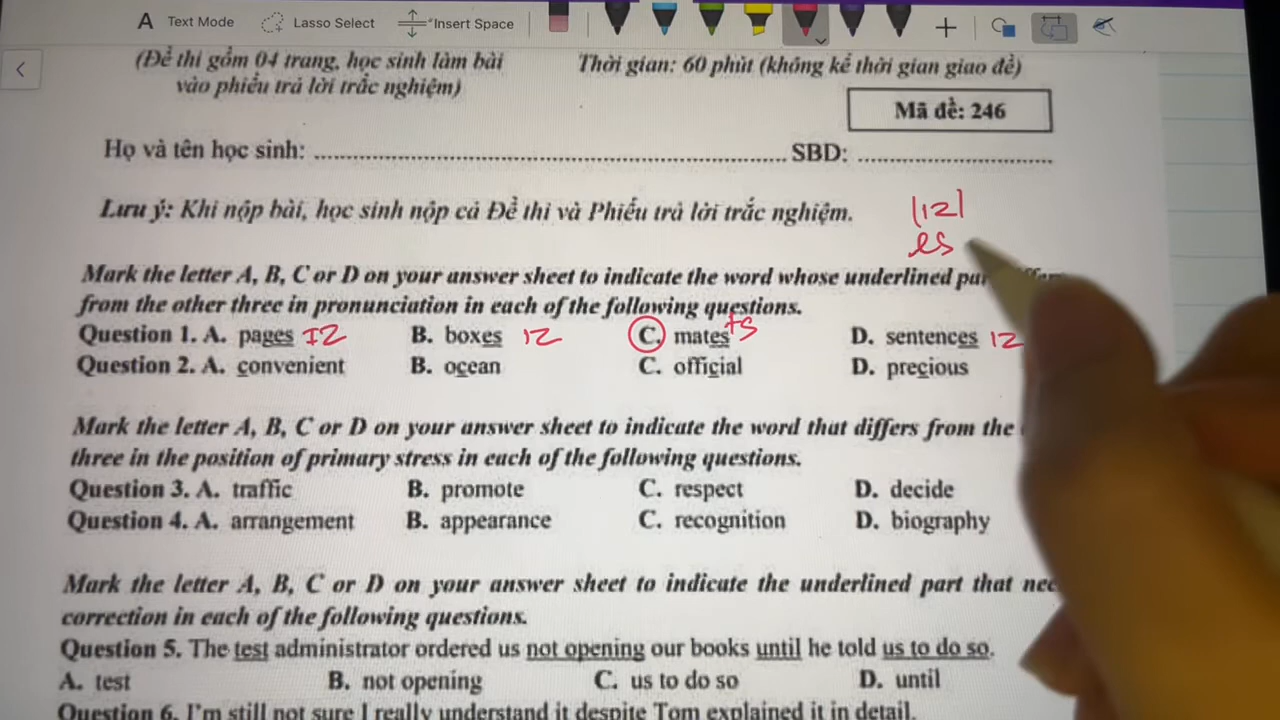 A Text Mode Lasso Select Insert Space
(Đề thi gồm 04 trang, học sinh làm bài Thời gian: 60 phút (không kể thời gian giao đề)
vào phiếu trả lời trắc nghiệm)
Mã đề: 246
Họ và tên học sinh: ........................................ SBD: ....................
Lưu ý: Khi nộp bài, học sinh nộp cả Đề thi và Phiếu trả lời trắc nghiệm. |ız|
es
Mark the letter A, B, C or D on your answer sheet to indicate the word whose underlined
from the other three in pronunciation in each of the following questions.
Question 1. A. pages IZ B. boxes IZ C. mates ts D. sentences IZ
Question 2. A. convenient B. ocean C. official D. precious
Mark the letter A, B, C or D on your answer sheet to indicate the word that differs from the
three in the position of primary stress in each of the following questions.
Question 3. A. traffic B. promote C. respect D. decide
Question 4. A. arrangement B. appearance C. recognition D. biography
Mark the letter A, B, C or D on your answer sheet to indicate the underlined part that
correction in each of the following questions.
Question 5. The test administrator ordered us not opening our books until he told us to do so.
A. test B. not opening C. us to do so D. until
Question 6. I'm still not sure I really understand it despite Tom explained it in detail.